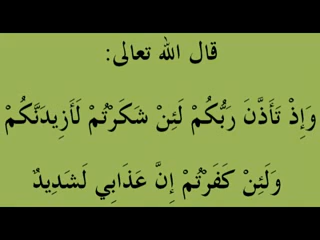 قال الله تعالى:
وَإِذْ تَأَذَّنَ رَبُّكُمْ لَئِنْ شَكَرْتُمْ لَأَزِيدَنَّكُمْ
وَلَئِنْ كَفَرْتُمْ إِنَّ عَذَابِي لَشَدِيدٌ